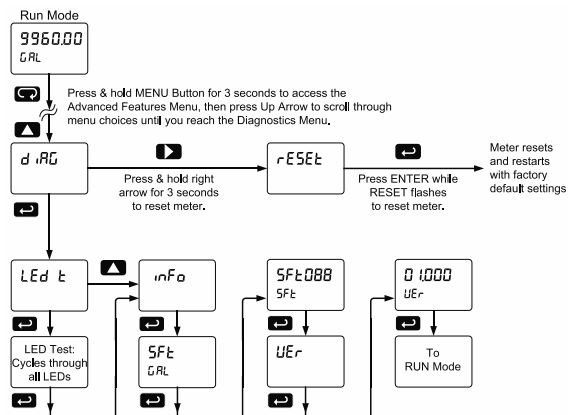 Run Mode
9960.00
GAL
Press & hold MENU Button for 3 seconds to access the
Advanced Features Menu, then press Up Arrow to scroll through
menu choices until you reach the Diagnostics Menu.
diAG
Press & hold right
arrow for 3 seconds
to reset meter.
rESEt
Press ENTER while
RESET flashes
to reset meter.
Meter resets
and restarts
with factory
default settings
LEd t
inFo
SFt088
SFt
01.000
VEr
LED Test:
Cycles through
all LEDs
SFt
GAL
VEr
To
RUN Mode